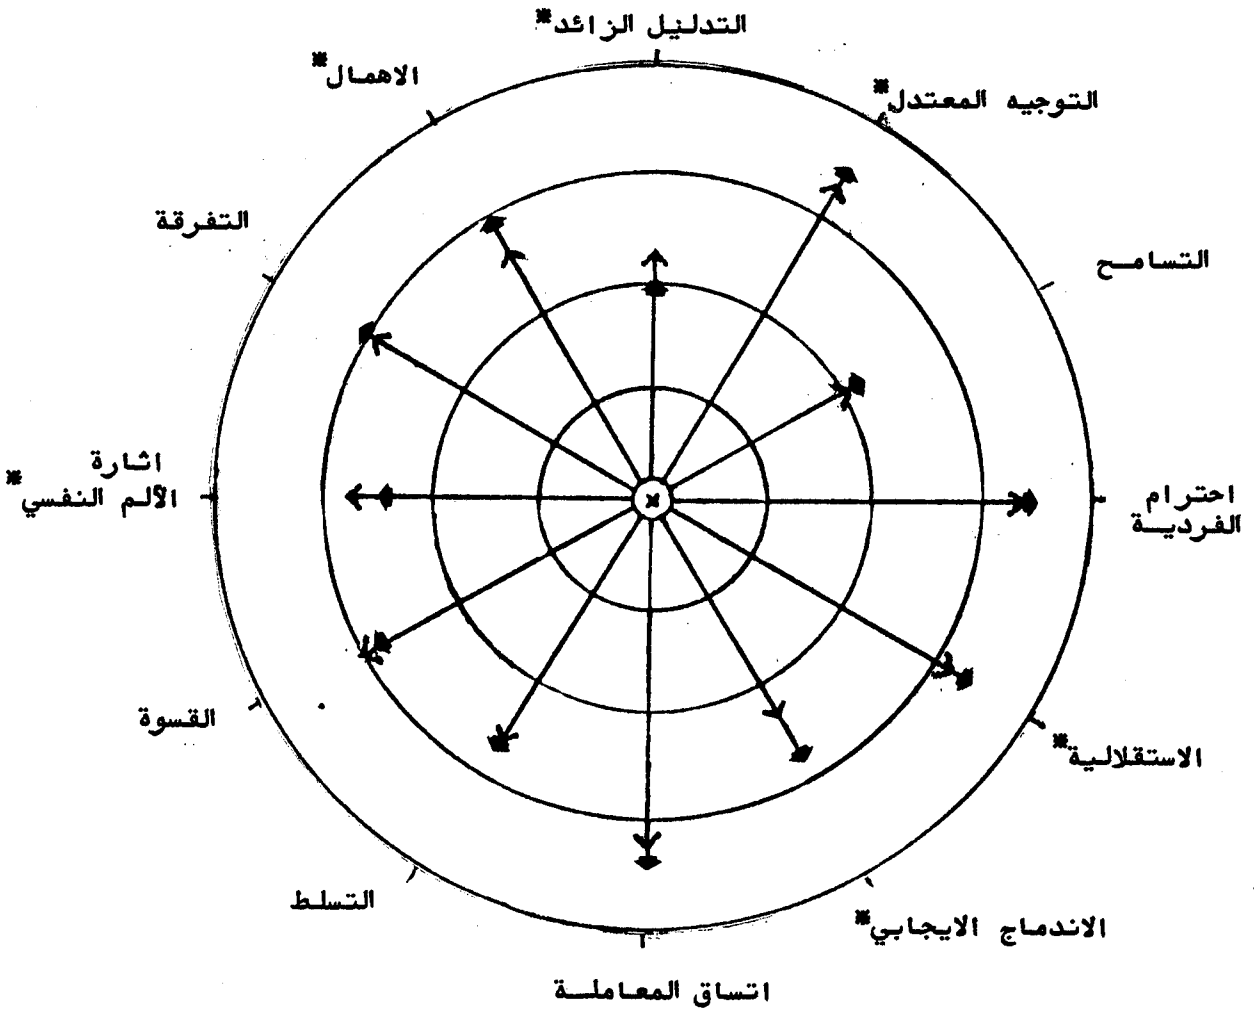 التدليل الزائد*
التوجيه المعتدل*
التسامح
احترام
الفردية
الاستقلالية*
الاندماج الايجابي*
اتساق المعاملة
التسلط
القسوة
اثارة
الألم النفسي*
التفرقة
الاهمال*